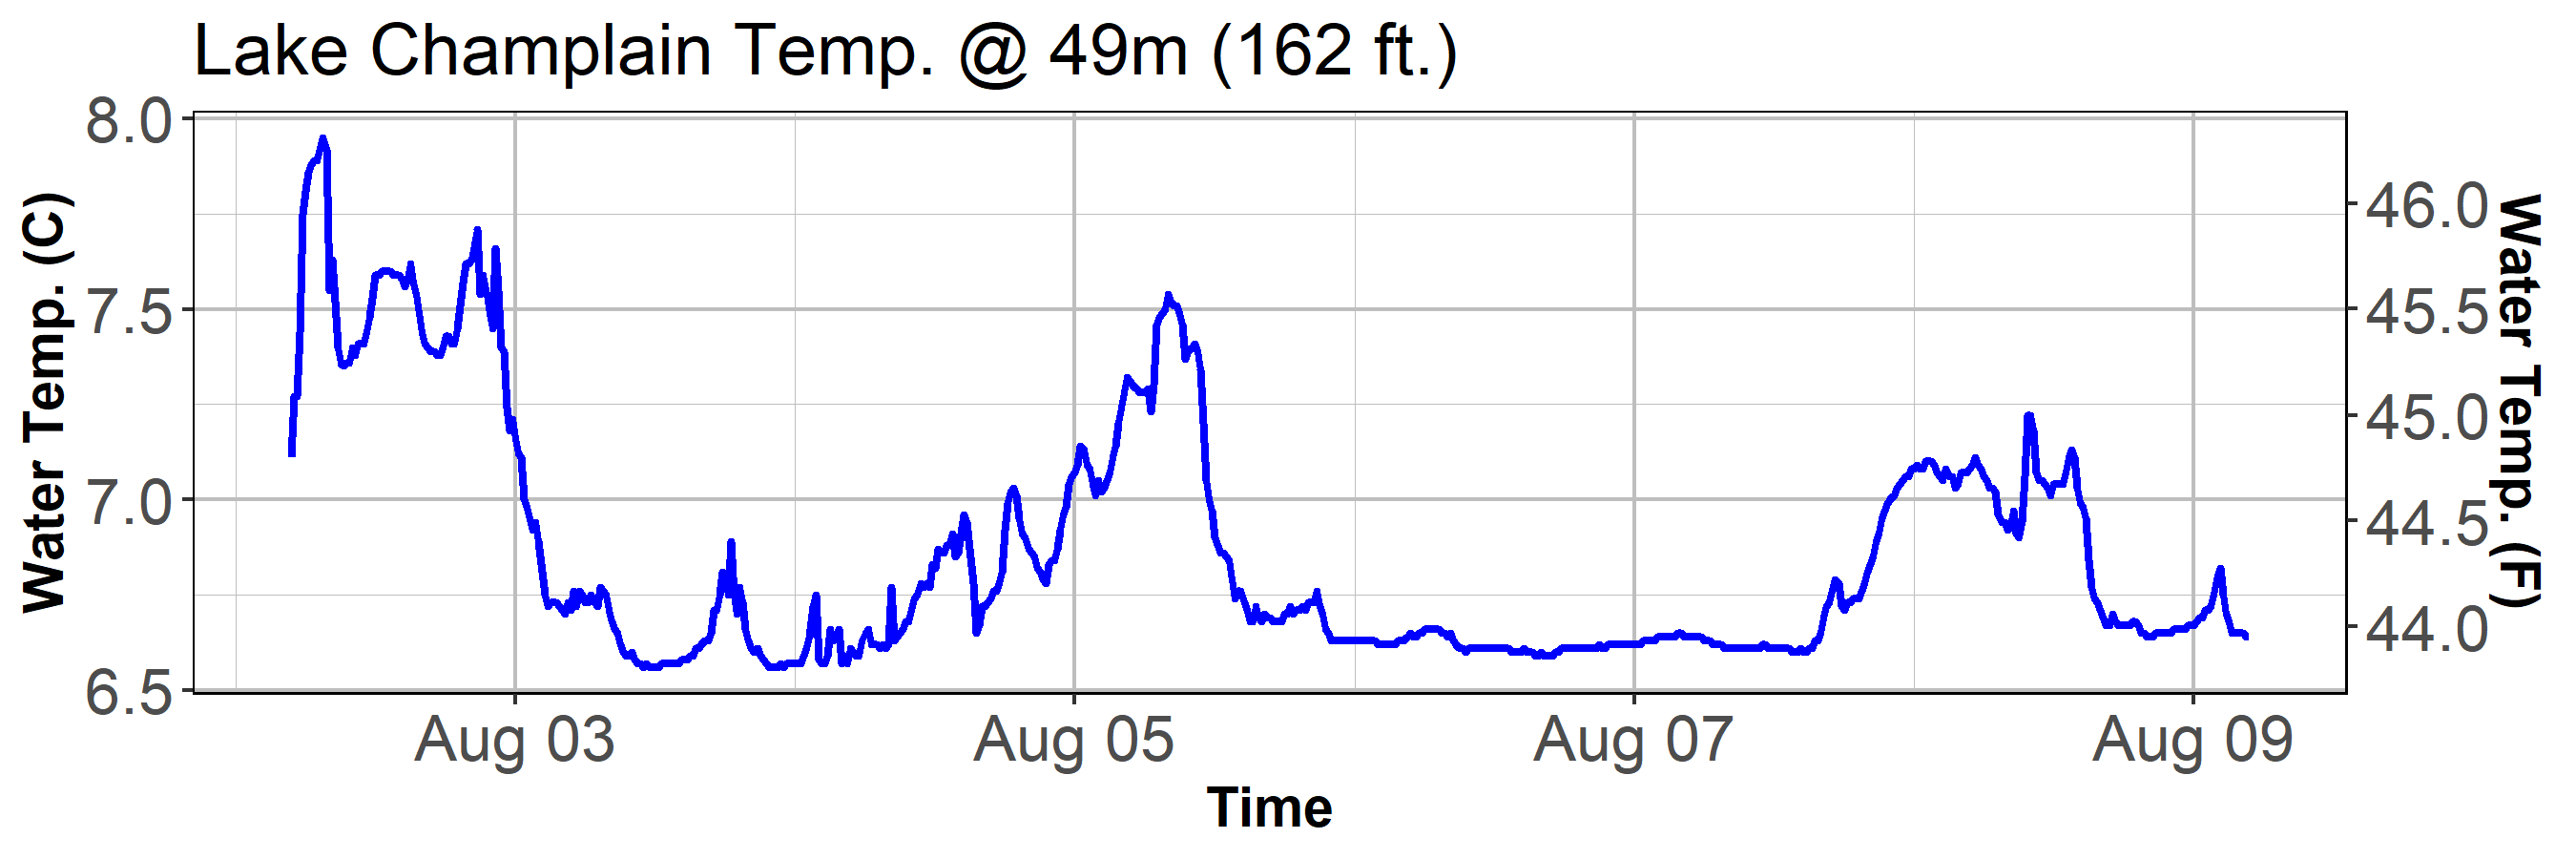 Lake Champlain Temp. @ 49m (162 ft.)
Water Temp. (C)
8.0
7.5
7.0
6.5
46.0
45.5
45.0
44.5
44.0
Water Temp. (F)
Aug 03 Aug 05 Aug 07 Aug 09
Time